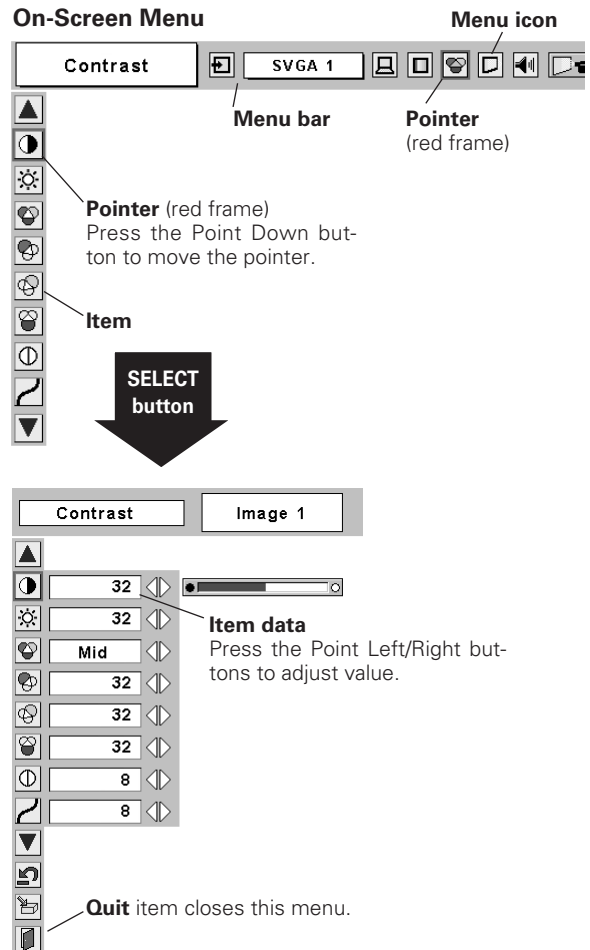 On-Screen Menu
Menu icon
Contrast
SVGA 1
Menu bar
Pointer
(red frame)
Pointer (red frame)
Press the Point Down but-
ton to move the pointer.
Item
SELECT
button
Contrast
Image 1
32
32
Item data
Mid
Press the Point Left/Right but-
tons to adjust value.
32
32
32
8
8
Quit item closes this menu.